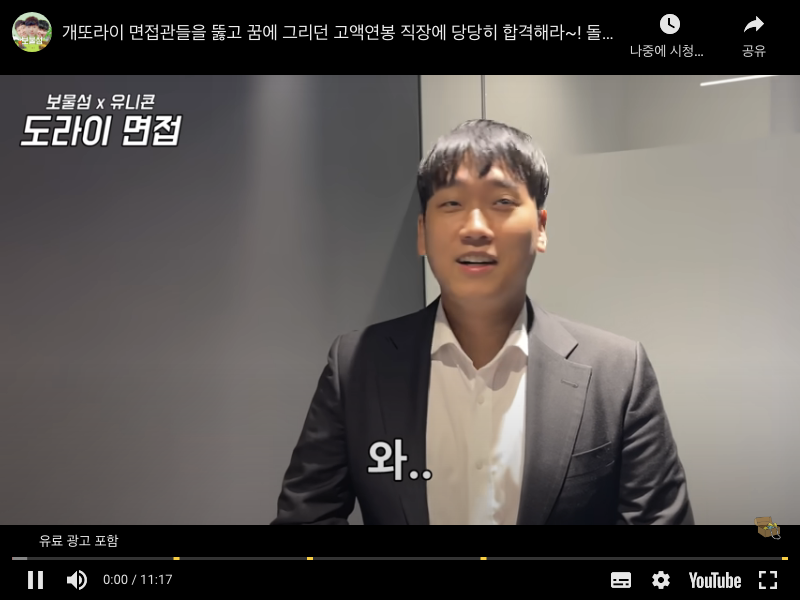 개또라이 면접관들을 뚫고 꿈에 그리던 고액연봉 직장에 당당히 합격해라~! 돌...
나중에 시청...
공유
보물섬
보물섬 x 유니콘
도라이 면접
와..
유료 광고 포함
0:00 / 11:17
YouTube